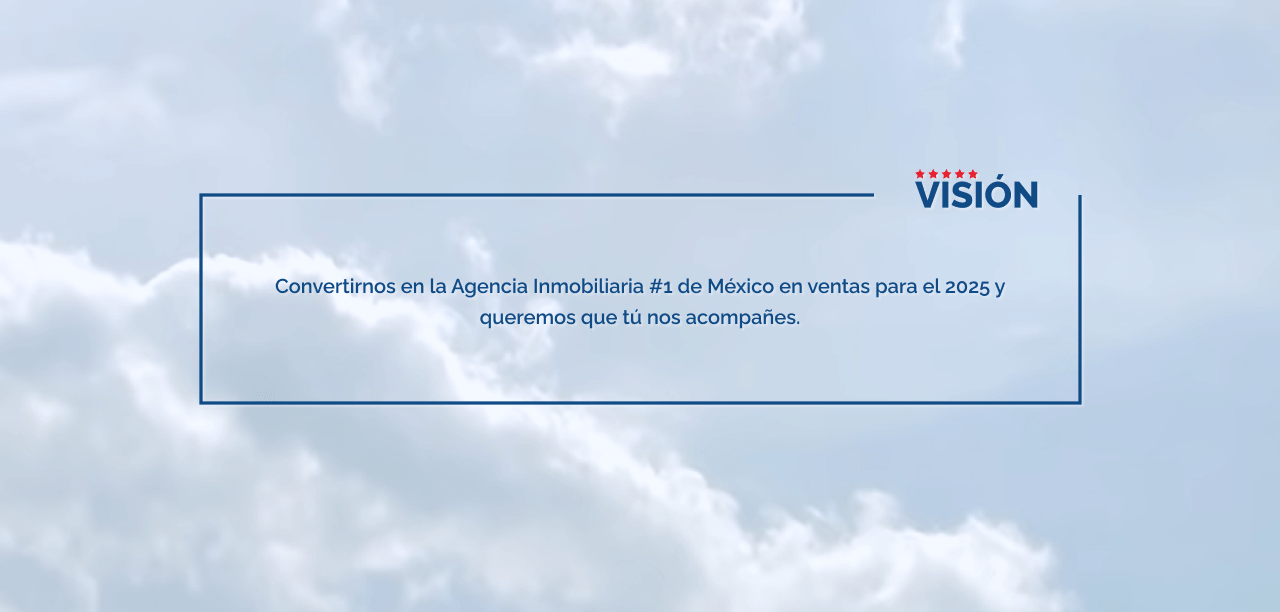 VISIÓN
Convertirnos en la Agencia Inmobiliaria #1 de México en ventas para el 2025 y
queremos que tú nos acompañes.